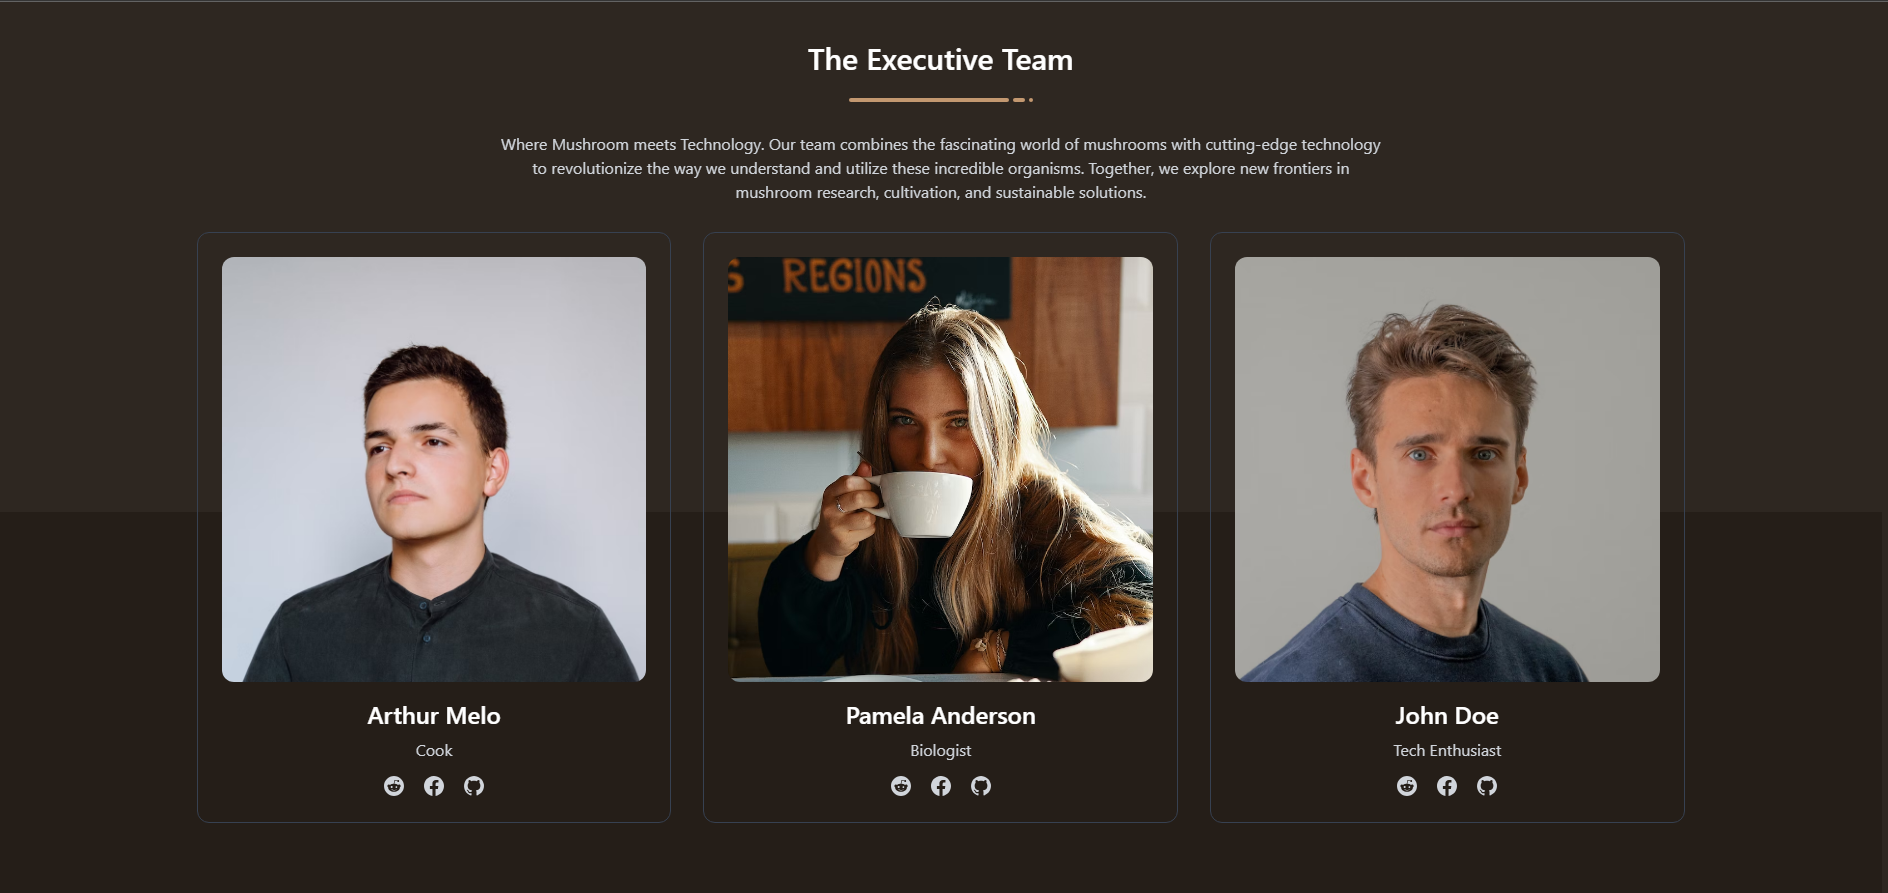 The Executive Team
Where Mushroom meets Technology. Our team combines the fascinating world of mushrooms with cutting-edge technology
to revolutionize the way we understand and utilize these incredible organisms. Together, we explore new frontiers in
mushroom research, cultivation, and sustainable solutions.
REGIONS
Arthur Melo
Cook
Pamela Anderson
Biologist
John Doe
Tech Enthusiast